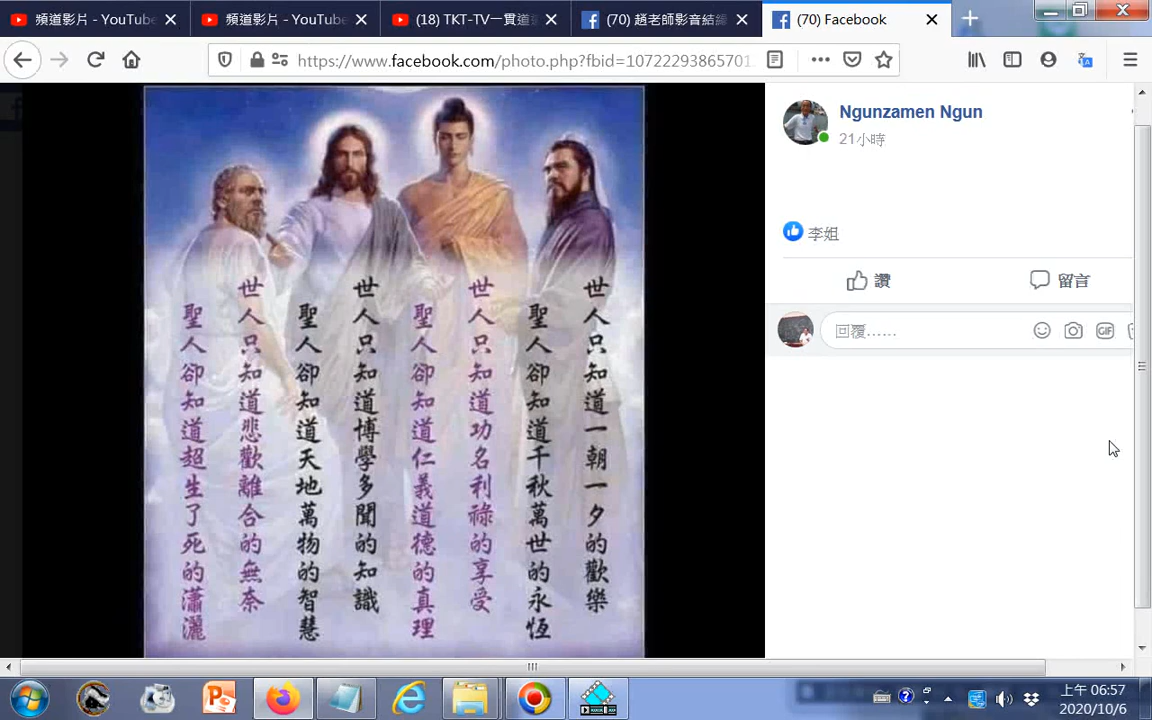 頻道影片 - YouTube
頻道影片 - YouTube
(18) TKT-TV一貫道
(70) 趙老師影音結緣
(70) Facebook
https://www.facebook.com/photo.php?fbid=10722293865701
世人只知道一朝一夕的歡樂
聖人卻知道千秋萬世的永恆
世人只知道功名利祿的享受
聖人卻知道仁義道德的真理
世人只知道博學多聞的知識
聖人卻知道天地萬物的智慧
世人只知道悲歡離合的無奈
聖人卻知道超生了死的瀟灑
Ngunzamen Ngun
21小時
李姐
讚
留言
回覆……
GIF
上午 06:57
2020/10/6